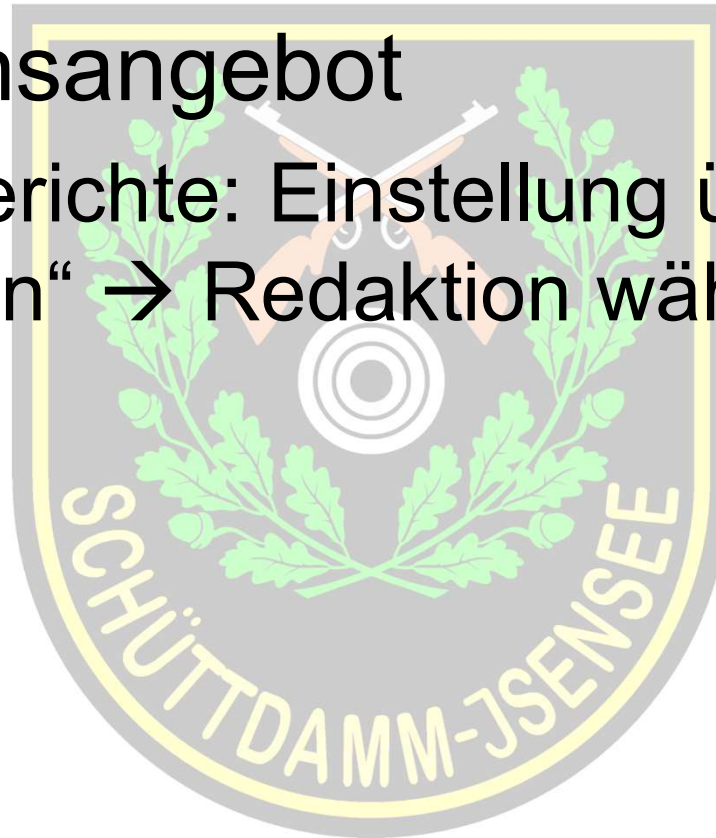 nsangebot
erichte: Einstellung ü
n“ → Redaktion wäh
SCHÜTTDAMM-JSENSEE